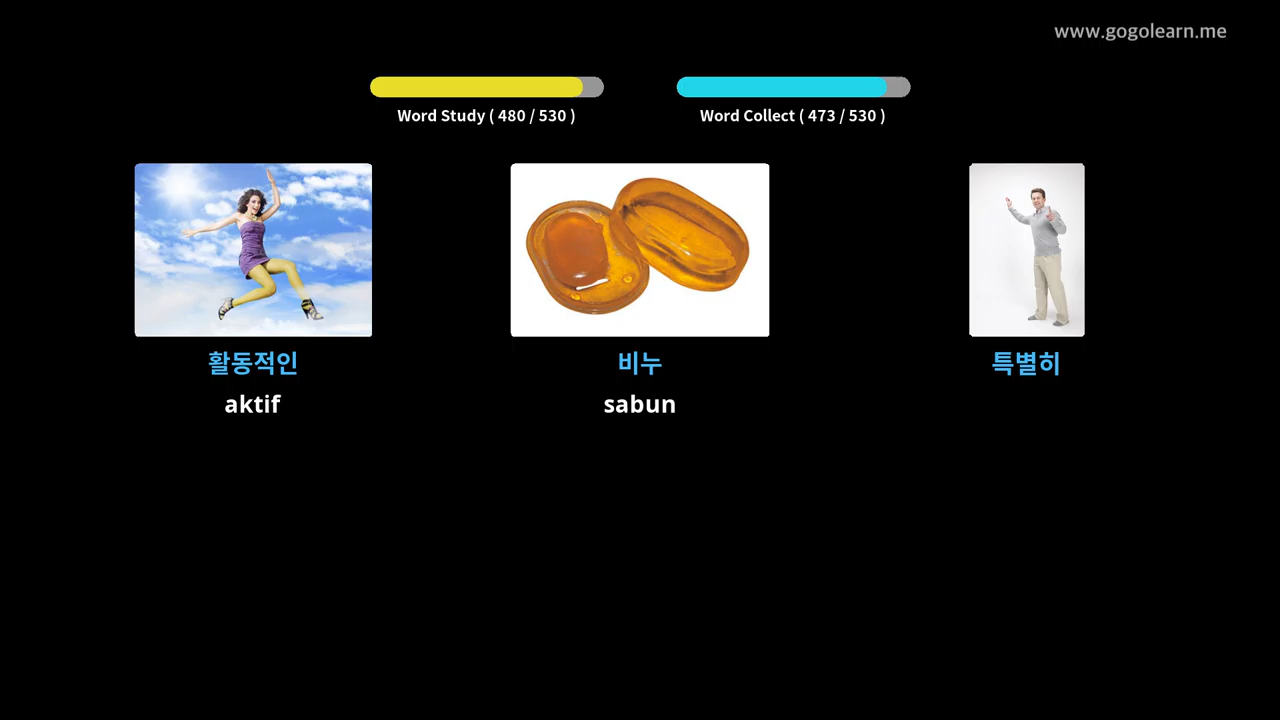 www.gogolearn.me
Word Study ( 480 / 530 )
Word Collect ( 473 / 530 )
활동적인
비누
특별히
aktif
sabun